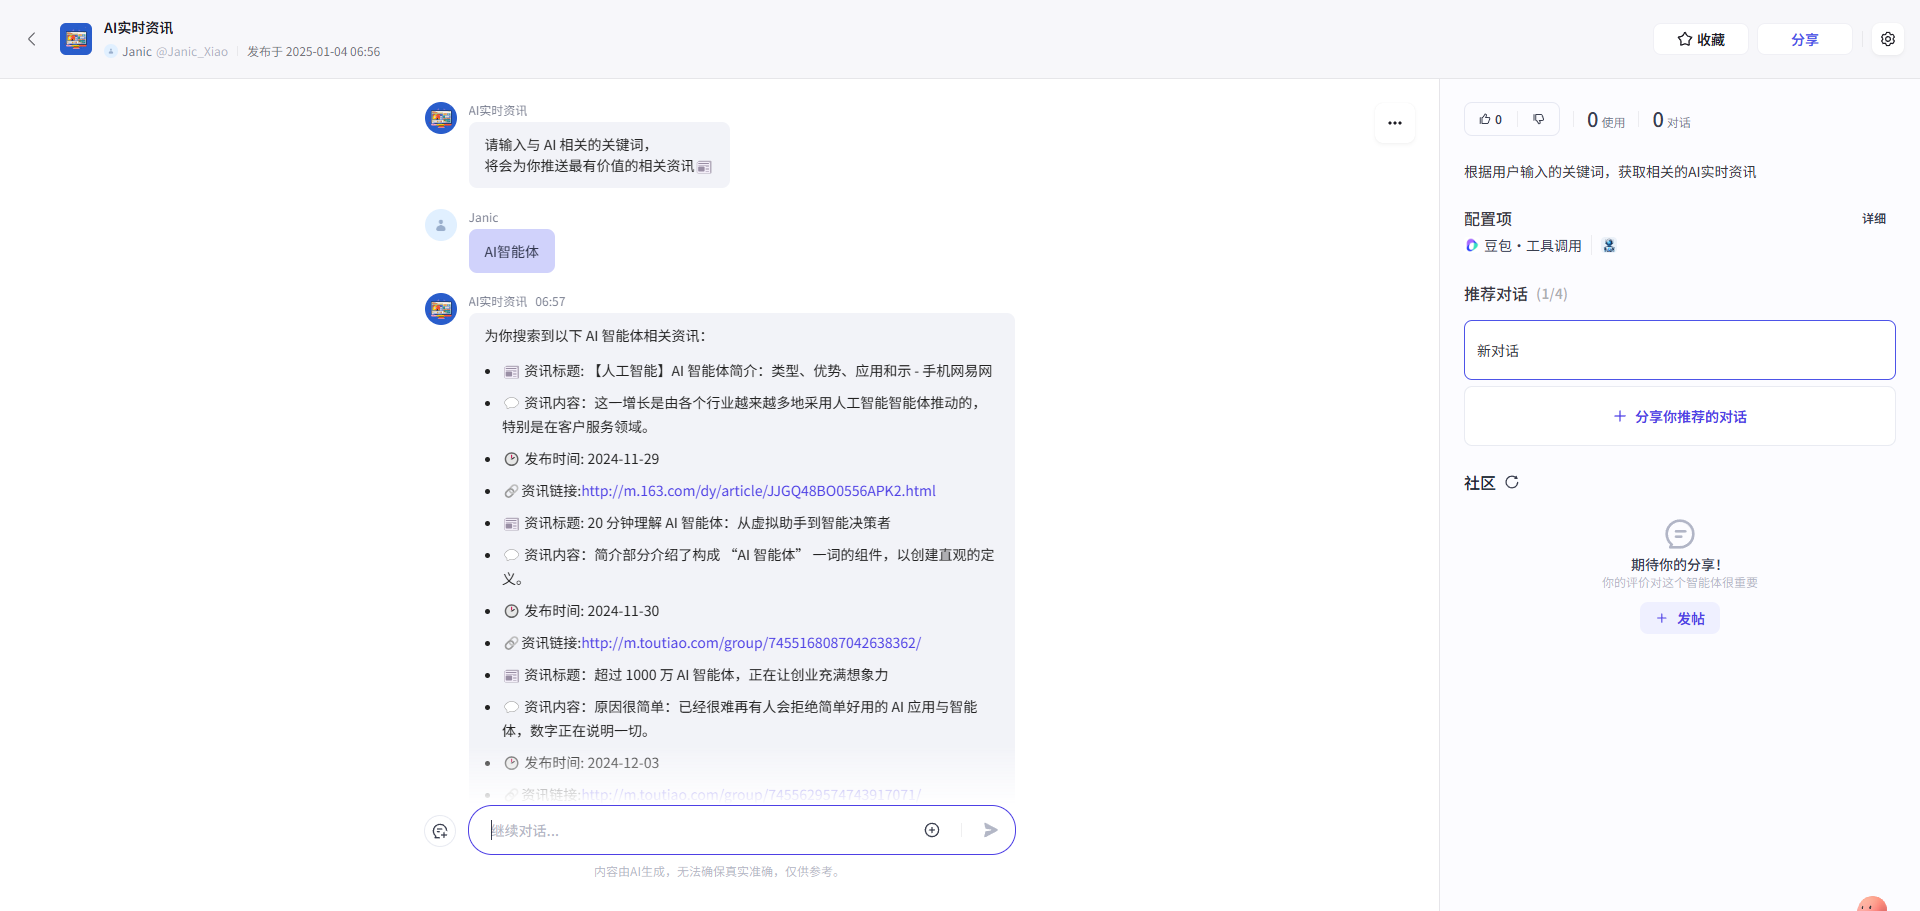 AI实时资讯
Janic @Janic_Xiao 发布于 2025-01-04 06:56
收藏
分享
AI实时资讯
请输入与 AI 相关的关键词，
将会为你推送最有价值的相关资讯
Janic
AI智能体
AI实时资讯 06:57
为你搜索到以下 AI 智能体相关资讯：
资讯标题: 【人工智能】AI 智能体简介：类型、优势、应用和示 - 手机网易网
资讯内容：这一增长是由各个行业越来越多地采用人工智能智能体推动的，
特别是在客户服务领域。
发布时间: 2024-11-29
资讯链接:http://m.163.com/dy/article/JJGQ48BO0556APK2.html
资讯标题: 20 分钟理解 AI 智能体：从虚拟助手到智能决策者
资讯内容：简介部分介绍了构成 “AI 智能体” 一词的组件，以创建直观的定
义。
发布时间: 2024-11-30
资讯链接:http://m.toutiao.com/group/7455168087042638362/
资讯标题：超过 1000 万 AI 智能体，正在让创业充满想象力
资讯内容：原因很简单：已经很难再有人会拒绝简单好用的 AI 应用与智能
体，数字正在说明一切。
发布时间: 2024-12-03
资讯链接:http://m.toutiao.com/group/7455629574743917071/
继续对话...
内容由AI生成，无法确保真实准确，仅供参考。
0
0 使用
0 对话
根据用户输入的关键词，获取相关的AI实时资讯
配置项
详细
豆包·工具调用
推荐对话 (1/4)
新对话
分享你推荐的对话
社区
期待你的分享！
你的评价对这个智能体很重要
发帖